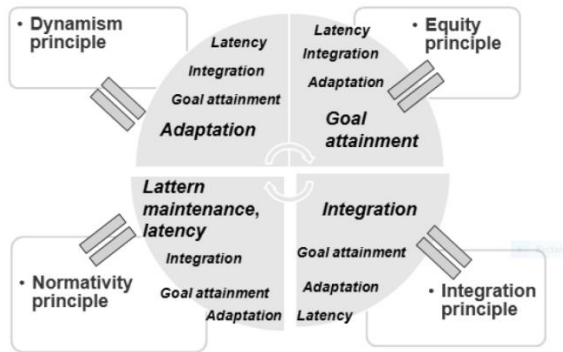 • Dynamism
principle
Latency
Integration
Goal attainment
Adaptation
Latency
Integration
Adaptation
Goal
attainment
• Equity
principle
Lattern
maintenance,
latency
Integration
Goal attainment
Adaptation
• Normativity
principle
Integration
Goal attainment
Adaptation
Latency
• Integration
principle